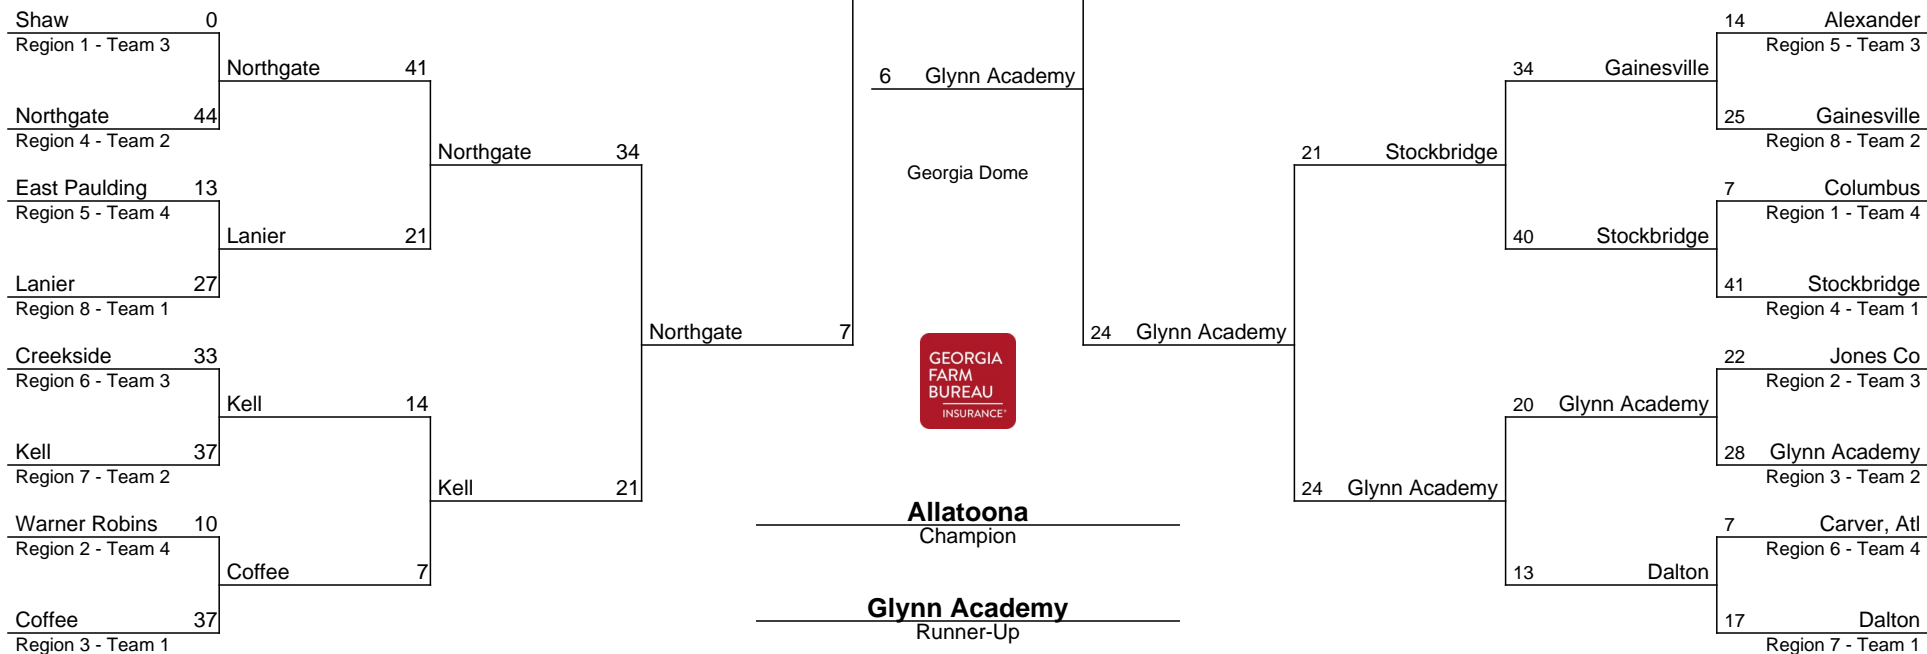 Shaw 0
Region 1 - Team 3
Northgate 41
Northgate 44
Region 4 - Team 2
Northgate 34
East Paulding 13
Region 5 - Team 4
Lanier 21
Lanier 27
Region 8 - Team 1
Northgate 7
Creekside 33
Region 6 - Team 3
Kell 14
Kell 37
Region 7 - Team 2
Kell 21
Warner Robins 10
Region 2 - Team 4
Coffee 7
Coffee 37
Region 3 - Team 1
6 Glynn Academy
Georgia Dome
GEORGIA
FARM
BUREAU
INSURANCE®
Allatoona
Champion
Glynn Academy
Runner-Up
14 Alexander
Region 5 - Team 3
34 Gainesville
25 Gainesville
Region 8 - Team 2
21 Stockbridge
7 Columbus
Region 1 - Team 4
40 Stockbridge
41 Stockbridge
Region 4 - Team 1
24 Glynn Academy
22 Jones Co
Region 2 - Team 3
20 Glynn Academy
28 Glynn Academy
Region 3 - Team 2
24 Glynn Academy
7 Carver, Atl
Region 6 - Team 4
13 Dalton
17 Dalton
Region 7 - Team 1